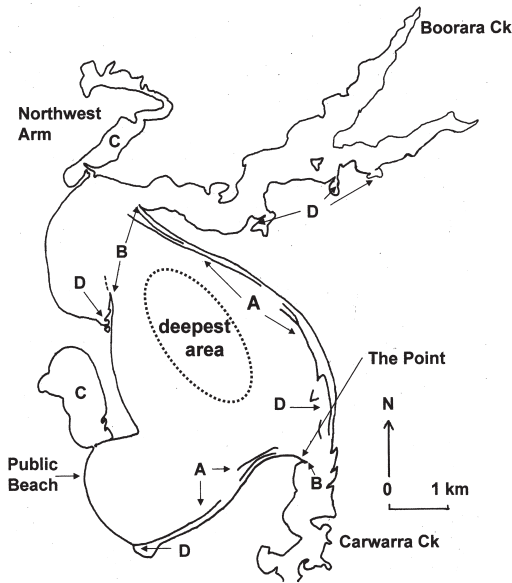 Boorara Ck
Northwest
Arm
C
D
B
D
A
deepest
area
The Point
C
D
N
A
Public
Beach
B
0 1 km
D
Carwarra Ck